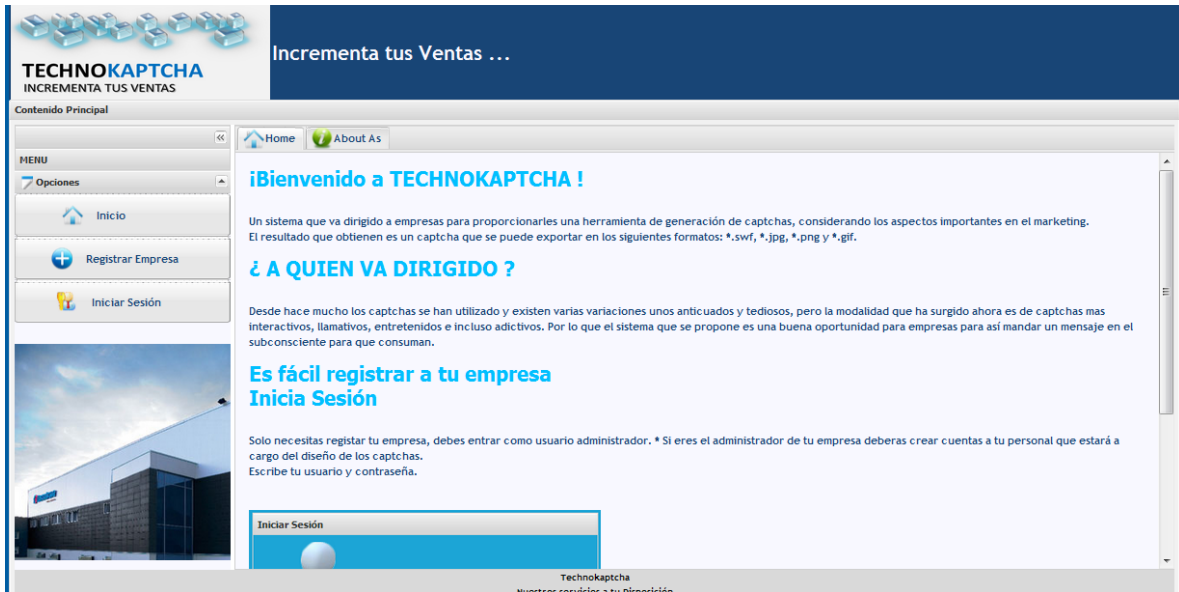 TECHNOKAPTCHA
INCREMENTA TUS VENTAS
Incrementa tus Ventas ...
Contenido Principal
MENU
Opciones
Inicio
Registrar Empresa
Iniciar Sesión
Home
About As
¡Bienvenido a TECHNOKAPTCHA !
Un sistema que va dirigido a empresas para proporcionarles una herramienta de generación de captchas, considerando los aspectos importantes en el marketing.
El resultado que obtienen es un captcha que se puede exportar en los siguientes formatos: *.swf, *.jpg, *.png y *.gif.
¿ A QUIEN VA DIRIGIDO ?
Desde hace mucho los captchas se han utilizado y existen varias variaciones unos anticuados y tediosos, pero la modalidad que ha surgido ahora es de captchas mas
interactivos, llamativos, entretenidos e incluso adictivos. Por lo que el sistema que se propone es una buena oportunidad para empresas para así mandar un mensaje en el
subconsciente para que consuman.
Es fácil registrar a tu empresa
Inicia Sesión
Solo necesitas registar tu empresa, debes entrar como usuario administrador. * Si eres el administrador de tu empresa deberas crear cuentas a tu personal que estará a
cargo del diseño de los captchas.
Escribe tu usuario y contraseña.
Iniciar Sesión
Technokaptcha
Nuestros servicios a tu Disposición